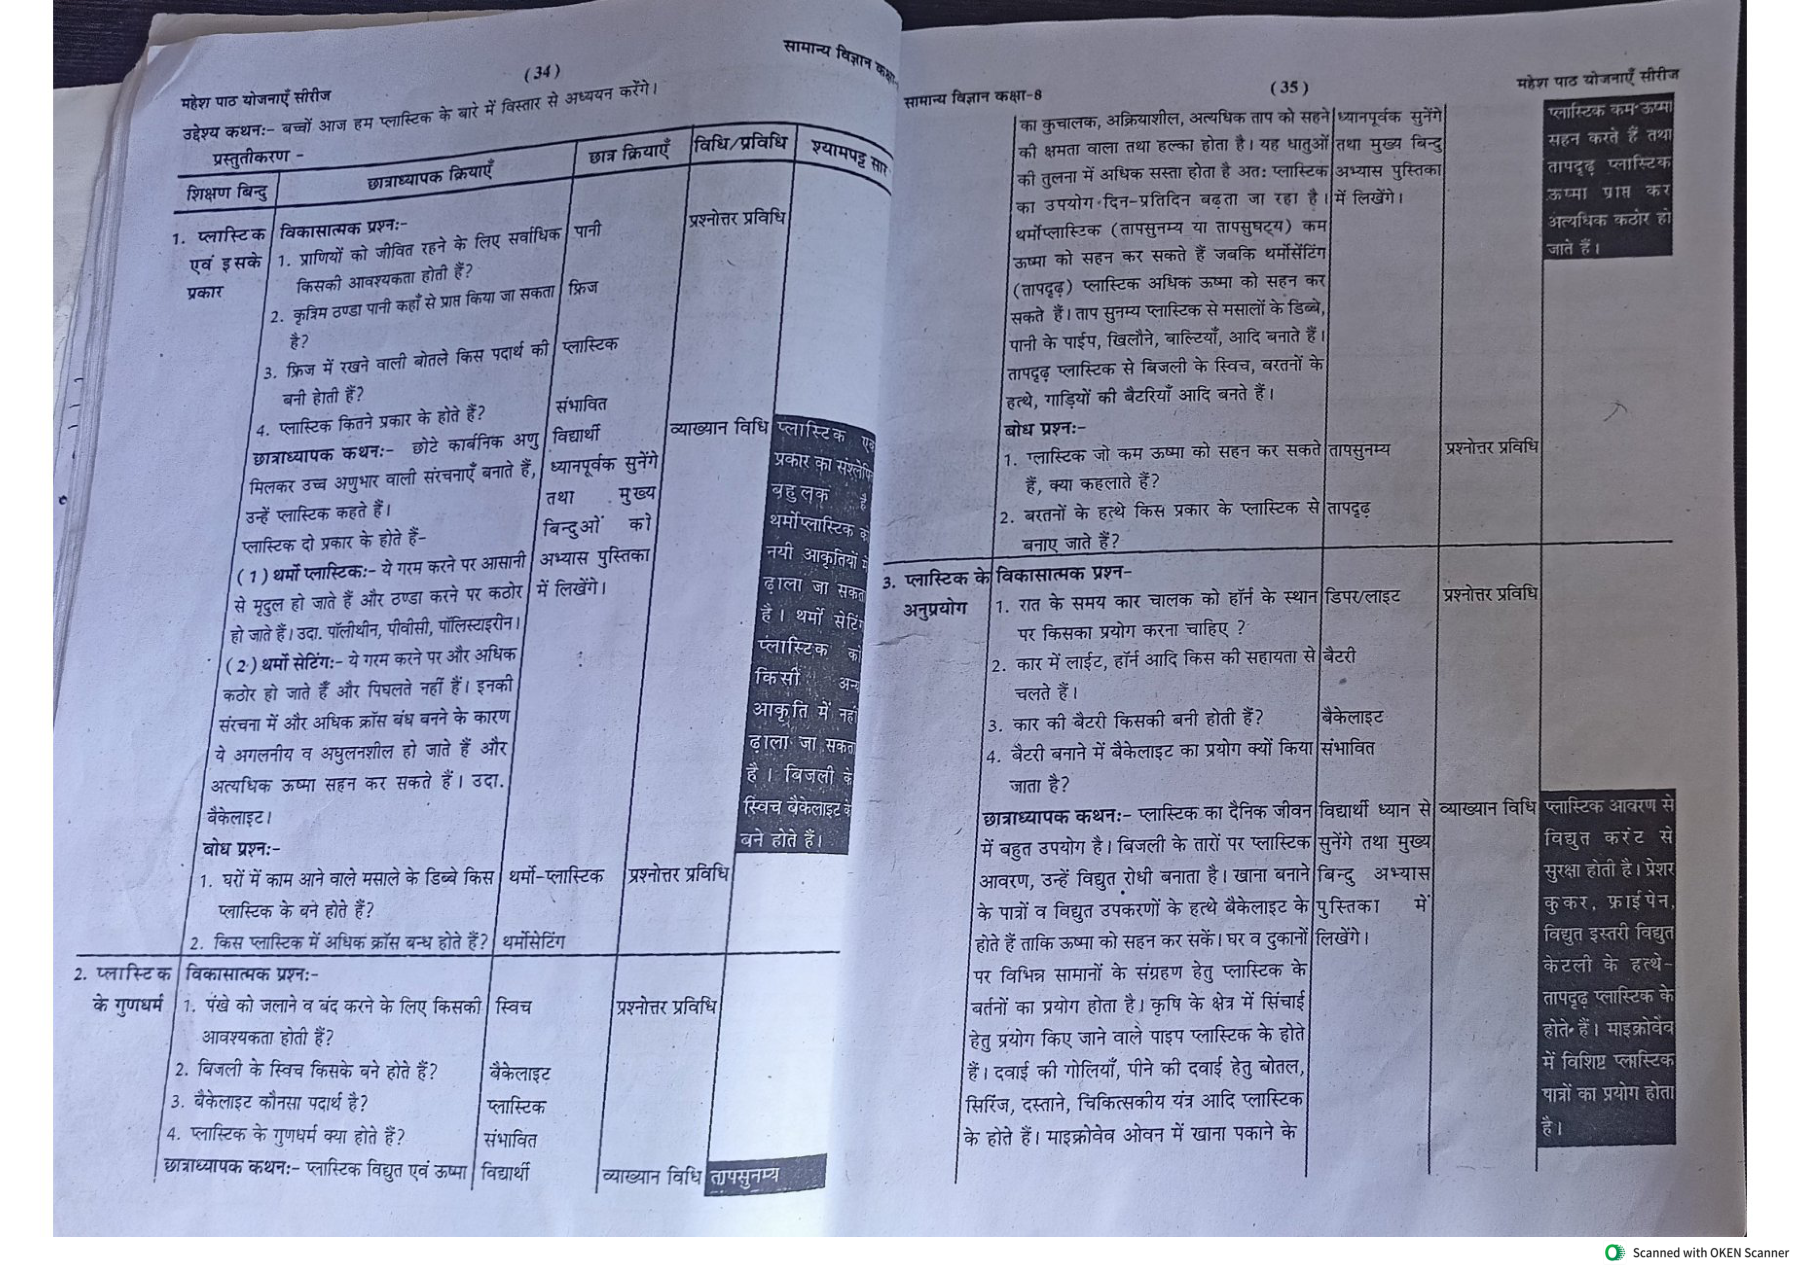 महेश पाठ योजनाएँ सीरीज
(34)
सामान्य विज्ञान
उद्देश्य कथन:- बच्चों आज हम प्लास्टिक के बारे में विस्तार से अध्ययन करेंगे।
प्रस्तुतीकरण -
शिक्षण बिन्दु
छात्राध्यापक क्रियाएँ
छात्र क्रियाएँ
विधि/प्रविधि
श्यामपट्ट सार
1. प्लास्टिक
एवं इसके
प्रकार
विकासात्मक प्रश्न:-
1. प्राणियों को जीवित रहने के लिए सर्वाधिक
किसकी आवश्यकता होती हैं?
2. कृत्रिम ठण्डा पानी कहाँ से प्राप्त किया जा सकता
है?
3. फ्रिज में रखने वाली बोतले किस पदार्थ की
बनी होती हैं?
4. प्लास्टिक कितने प्रकार के होते हैं?
छात्राध्यापक कथन:- छोटे कार्बनिक अणु
मिलकर उच्च अणुभार वाली संरचनाएँ बनाते हैं,
उन्हें प्लास्टिक कहते हैं।
प्लास्टिक दो प्रकार के होते हैं-
(1) थर्मो प्लास्टिक:- ये गरम करने पर आसानी
से मृदुल हो जाते हैं और ठण्डा करने पर कठोर
हो जाते हैं। उदा. पॉलीथीन, पीवीसी, पॉलिस्टाइरीन।
(2) थर्मो सेटिंग:- ये गरम करने पर और अधिक
कठोर हो जाते हैं और पिघलते नहीं हैं। इनकी
संरचना में और अधिक क्रॉस बंध बनने के कारण
ये अगलनीय व अघुलनशील हो जाते हैं और
अत्यधिक ऊष्मा सहन कर सकते हैं। उदा.
बैकेलाइट।
बोध प्रश्न:-
1. घरों में काम आने वाले मसाले के डिब्बे किस
प्लास्टिक के बने होते हैं?
2. किस प्लास्टिक में अधिक क्रॉस बन्ध होते हैं?
पानी
फ्रिज
प्लास्टिक
संभावित
विद्यार्थी
ध्यानपूर्वक सुनेंगे
तथा मुख्य
बिन्दुओं को
अभ्यास पुस्तिका
में लिखेंगे।
थर्मो-प्लास्टिक
थर्मोसेटिंग
प्रश्नोत्तर प्रविधि
व्याख्यान विधि
प्रश्नोत्तर प्रविधि
प्लास्टिक एक
प्रकार का
बहुलक है
थर्मोप्लास्टिक को
नयी आकृतियों में
ढ़ाला जा सकता
है। थर्मो सेटिंग
प्लास्टिक को
किसी अन्य
आकृति में नहीं
ढ़ाला जा सकता
है। बिजली के
स्विच बैकेलाइट के
बने होते हैं।
2. प्लास्टिक
के गुणधर्म
विकासात्मक प्रश्न:-
1. पंखे को जलाने व बंद करने के लिए किसकी
आवश्यकता होती हैं?
2. बिजली के स्विच किसके बने होते हैं?
3. बैकेलाइट कौनसा पदार्थ है?
4. प्लास्टिक के गुणधर्म क्या होते हैं?
छात्राध्यापक कथन:- प्लास्टिक विद्युत एवं ऊष्मा
स्विच
बैकेलाइट
प्लास्टिक
संभावित
विद्यार्थी
प्रश्नोत्तर प्रविधि
व्याख्यान विधि
तापसुनम्य
सामान्य विज्ञान कक्षा-8
(35)
महेश पाठ योजनाएँ सीरीज
का कुचालक, अक्रियाशील, अत्यधिक ताप को सहने
की क्षमता वाला तथा हल्का होता है। यह धातुओं
की तुलना में अधिक सस्ता होता है अत: प्लास्टिक
का उपयोग दिन-प्रतिदिन बढ़ता जा रहा है।
थर्मोप्लास्टिक (तापसुनम्य या तापसुघट्य) कम
ऊष्मा को सहन कर सकते हैं जबकि थर्मोसेंटिंग
(तापदृढ़) प्लास्टिक अधिक ऊष्मा को सहन कर
सकते हैं। ताप सुनम्य प्लास्टिक से मसालों के डिब्बे,
पानी के पाईप, खिलौने, बाल्टियाँ, आदि बनाते हैं।
तापदृढ़ प्लास्टिक से बिजली के स्विच, बरतनों के
हत्थे, गाड़ियों की बैटरियाँ आदि बनते हैं।
बोध प्रश्न:-
1. प्लास्टिक जो कम ऊष्मा को सहन कर सकते
हैं, क्या कहलाते हैं?
2. बरतनों के हत्थे किस प्रकार के प्लास्टिक से
बनाए जाते हैं?
ध्यानपूर्वक सुनेंगे
तथा मुख्य बिन्दु
अभ्यास पुस्तिका
में लिखेंगे।
तापसुनम्य
तापदृढ़
प्रश्नोत्तर प्रविधि
प्लास्टिक कम ऊष्मा
सहन करते हैं तथा
तापदृढ़ प्लास्टिक
ऊष्मा प्राप्त कर
अत्यधिक कठोर हो
जाते हैं।
3. प्लास्टिक के
अनुप्रयोग
विकासात्मक प्रश्न-
1. रात के समय कार चालक को हॉर्न के स्थान
पर किसका प्रयोग करना चाहिए ?
2. कार में लाईट, हॉर्न आदि किस की सहायता से
चलते हैं।
3. कार की बैटरी किसकी बनी होती हैं?
4. बैटरी बनाने में बैकेलाइट का प्रयोग क्यों किया
जाता है?
छात्राध्यापक कथन:- प्लास्टिक का दैनिक जीवन
में बहुत उपयोग है। बिजली के तारों पर प्लास्टिक
आवरण, उन्हें विद्युत रोधी बनाता है। खाना बनाने
के पात्रों व विद्युत उपकरणों के हत्थे बैकेलाइट के
होते हैं ताकि ऊष्मा को सहन कर सकें। घर व दुकानों
पर विभिन्न सामानों के संग्रहण हेतु प्लास्टिक के
बर्तनों का प्रयोग होता है। कृषि के क्षेत्र में सिंचाई
हेतु प्रयोग किए जाने वाले पाइप प्लास्टिक के होते
हैं। दवाई की गोलियाँ, पीने की दवाई हेतु बोतल,
सिरिंज, दस्ताने, चिकित्सकीय यंत्र आदि प्लास्टिक
के होते हैं। माइक्रोवेव ओवन में खाना पकाने के
डिपर/लाइट
बैटरी
बैकेलाइट
संभावित
विद्यार्थी ध्यान से
सुनेंगे तथा मुख्य
बिन्दु अभ्यास
पुस्तिका में
लिखेंगे।
प्रश्नोत्तर प्रविधि
व्याख्यान विधि
प्लास्टिक आवरण से
विद्युत करंट से
सुरक्षा होती है। प्रेशर
कुकर, फ्राई पेन,
विद्युत इस्तरी विद्युत
केटली के हत्थे-
तापदृढ़ प्लास्टिक के
होते हैं। माइक्रोवेव
में विशिष्ट प्लास्टिक
पात्रों का प्रयोग होता
है।
Scanned with OKEN Scanner